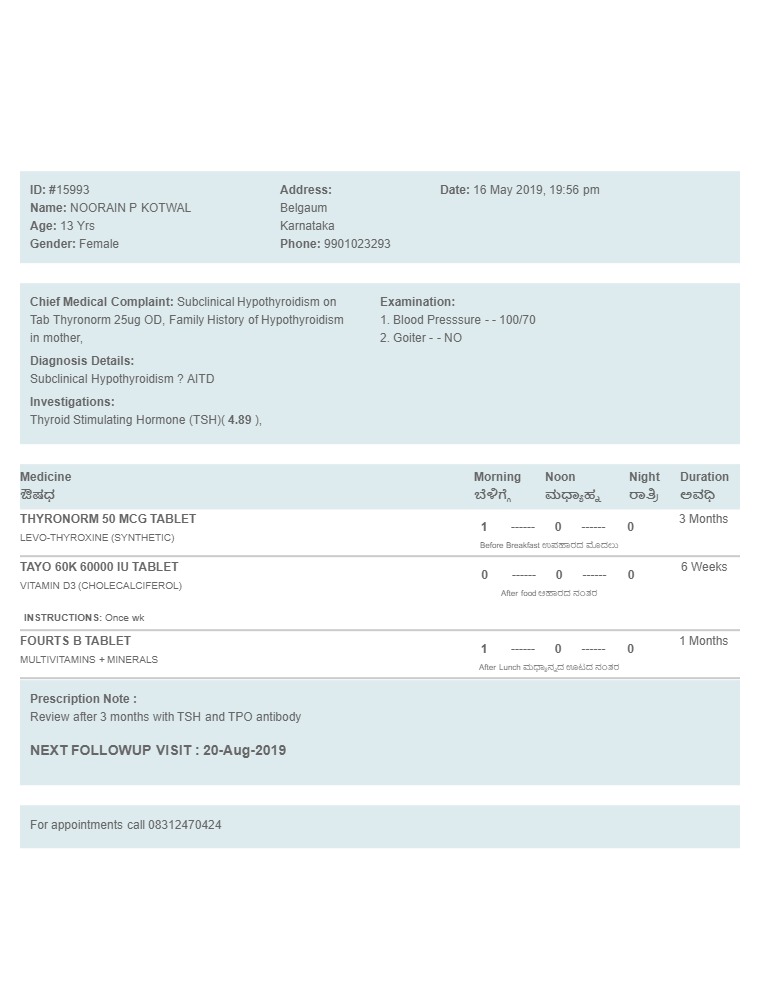 ID: #15993
Name: NOORAIN P KOTWAL
Age: 13 Yrs
Gender: Female
Address:
Belgaum
Karnataka
Phone: 9901023293
Date: 16 May 2019, 19:56 pm
Chief Medical Complaint: Subclinical Hypothyroidism on
Tab Thyronorm 25ug OD, Family History of Hypothyroidism
in mother,
Diagnosis Details:
Subclinical Hypothyroidism ? AITD
Investigations:
Thyroid Stimulating Hormone (TSH)( 4.89 ),
Examination:
1. Blood Presssure - - 100/70
2. Goiter - - NO
Medicine Morning Noon Night Duration
ಔಷಧ ಬೆಳಿಗ್ಗೆ ಮಧ್ಯಾಹ್ನ ರಾತ್ರಿ ಅವಧಿ
THYRONORM 50 MCG TABLET 1 ------ 0 ------ 0 3 Months
LEVO-THYROXINE (SYNTHETIC)
Before Breakfast ಉಪಹಾರದ ಮೊದಲು
TAYO 60K 60000 IU TABLET 0 ------ 0 ------ 0 6 Weeks
VITAMIN D3 (CHOLECALCIFEROL)
After food ಆಹಾರದ ನಂತರ
INSTRUCTIONS: Once wk
FOURTS B TABLET 1 ------ 0 ------ 0 1 Months
MULTIVITAMINS + MINERALS
After Lunch ಮಧ್ಯಾನ್ನದ ಊಟದ ನಂತರ
Prescription Note :
Review after 3 months with TSH and TPO antibody
NEXT FOLLOWUP VISIT : 20-Aug-2019
For appointments call 08312470424